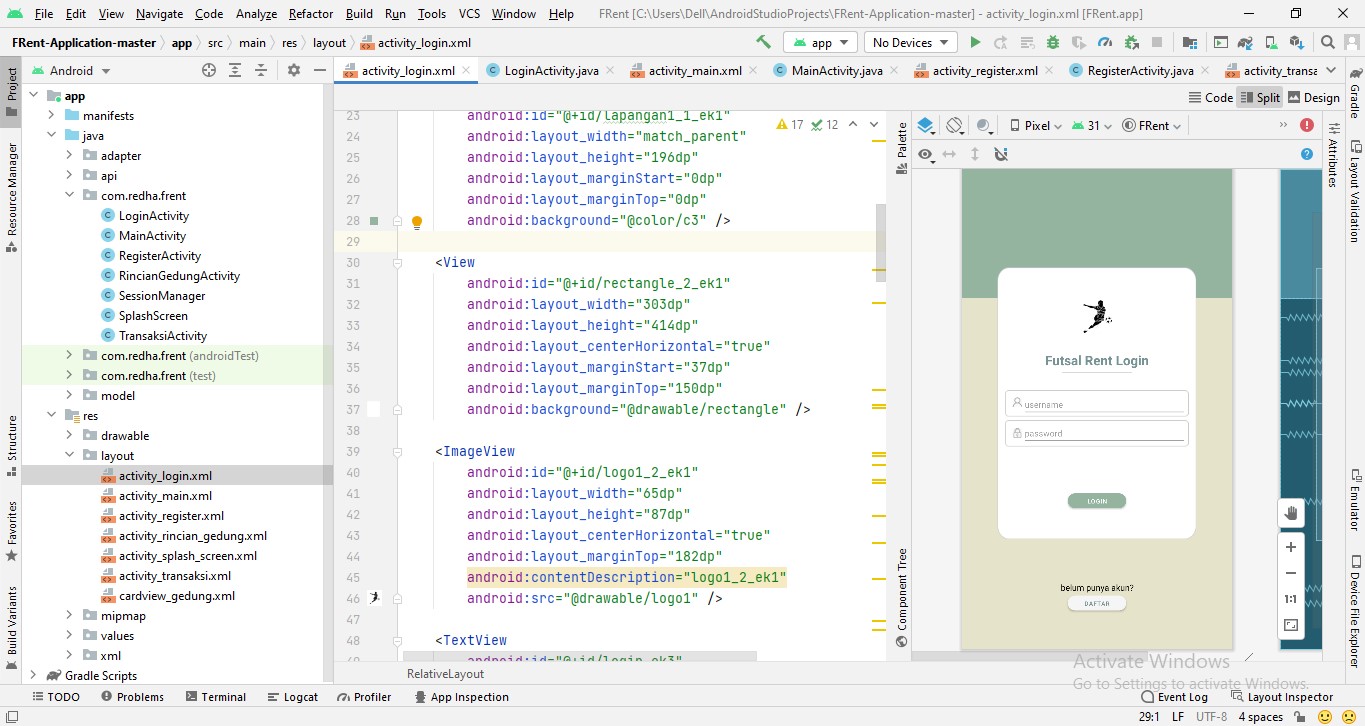 File Edit View Navigate Code Analyze Refactor Build Run Tools VCS Window Help FRent [C:\Users\Dell\AndroidStudioProjects\FRent-Application-master] - activity_login.xml [FRent.app]
FRent-Application-master app src main res layout activity_login.xml app No Devices
Android activity_login.xml LoginActivity.java activity_main.xml MainActivity.java activity_register.xml RegisterActivity.java activity_transa
Code Split Design
Project
Resource Manager
Structure
Favorites
Build Variants
app
manifests
java
adapter
api
com.redha.frent
LoginActivity
MainActivity
RegisterActivity
RincianGedungActivity
SessionManager
SplashScreen
TransaksiActivity
com.redha.frent (androidTest)
com.redha.frent (test)
model
res
drawable
layout
activity_login.xml
activity_main.xml
activity_register.xml
activity_rincian_gedung.xml
activity_splash_screen.xml
activity_transaksi.xml
cardview_gedung.xml
mipmap
values
xml
Gradle Scripts
17 12
23 android:id="@+id/lapangan1_1_ek1"
24 android:layout_width="match_parent"
25 android:layout_height="196dp"
26 android:layout_marginStart="0dp"
27 android:layout_marginTop="0dp"
28 android:background="@color/c3" />
29
30 <View
31 android:id="@+id/rectangle_2_ek1"
32 android:layout_width="303dp"
33 android:layout_height="414dp"
34 android:layout_centerHorizontal="true"
35 android:layout_marginStart="37dp"
36 android:layout_marginTop="150dp"
37 android:background="@drawable/rectangle" />
38
39 <ImageView
40 android:id="@+id/logo1_2_ek1"
41 android:layout_width="65dp"
42 android:layout_height="87dp"
43 android:layout_centerHorizontal="true"
44 android:layout_marginTop="182dp"
45 android:contentDescription="logo1_2_ek1"
46 android:src="@drawable/logo1" />
47
48 <TextView
49 android:id="@+id/login_ek3"
RelativeLayout
Palette
Component Tree
Pixel 31 FRent
Futsal Rent Login
username
password
LOGIN
belum punya akun?
DAFTAR
1:1
Attributes
Gradle
Layout Validation
Emulator
Device File Explorer
Activate Windows
Go to Settings to activate Windows.
TODO Problems Terminal Logcat Profiler App Inspection Event Log Layout Inspector
29:1 LF UTF-8 4 spaces